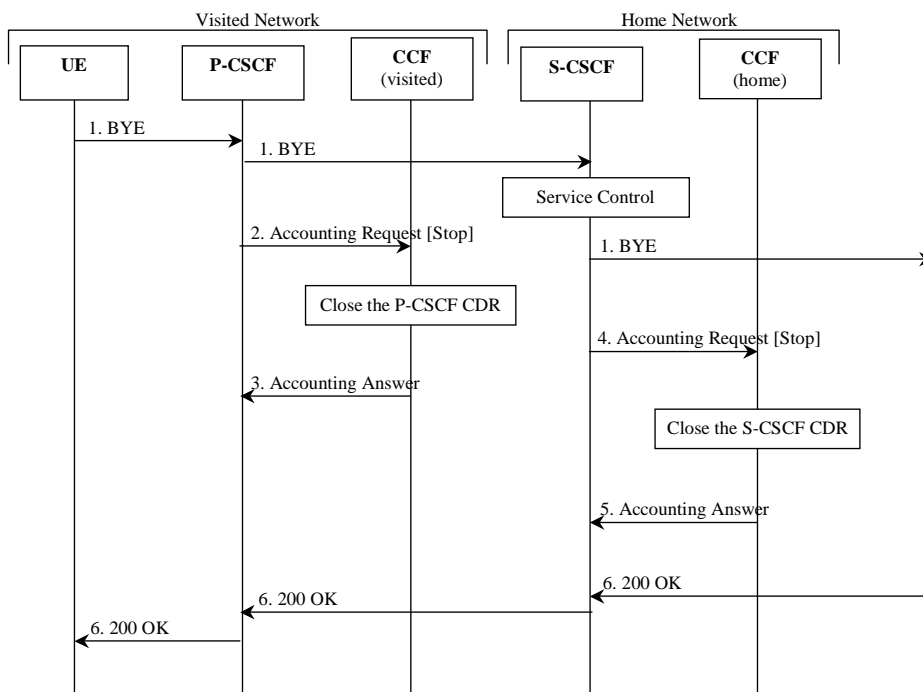 Visited Network
Home Network
UE
P-CSCF
CCF
(visited)
S-CSCF
CCF
(home)
1. BYE
1. BYE
Service Control
2. Accounting Request [Stop]
1. BYE
Close the P-CSCF CDR
4. Accounting Request [Stop]
3. Accounting Answer
Close the S-CSCF CDR
5. Accounting Answer
6. 200 OK
6. 200 OK
6. 200 OK